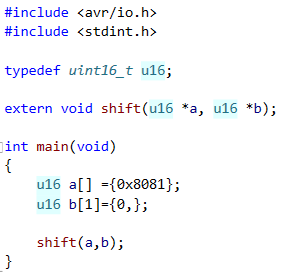 #include <avr/io.h>
#include <stdint.h>
typedef uint16_t u16;
extern void shift(u16 *a, u16 *b);
int main(void)
{
u16 a[] ={0x8081};
u16 b[1]={0,};
shift(a,b);
}